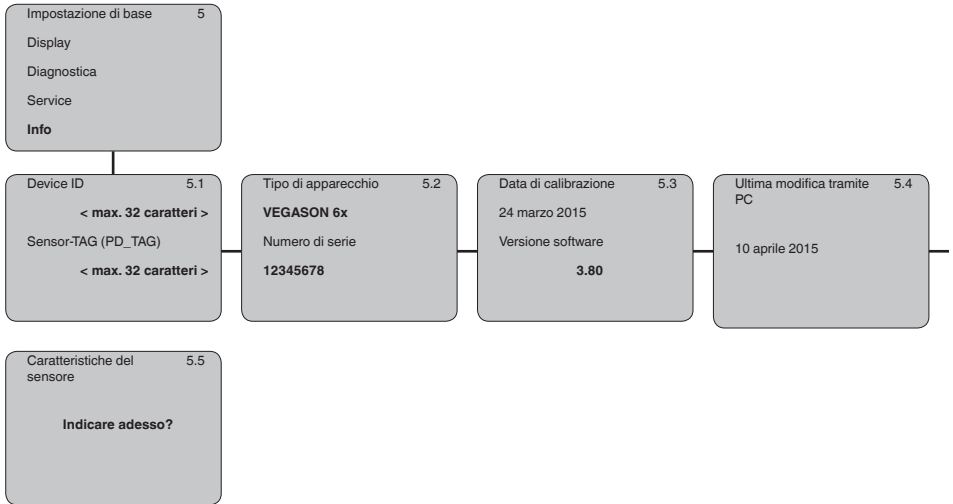 Impostazione di base 5
Display
Diagnostica
Service
Info
Device ID 5.1
< max. 32 caratteri >
Sensor-TAG (PD_TAG)
< max. 32 caratteri >
Tipo di apparecchio 5.2
VEGASON 6x
Numero di serie
12345678
Data di calibrazione 5.3
24 marzo 2015
Versione software
3.80
Ultima modifica tramite 5.4
PC
10 aprile 2015
Caratteristiche del 5.5
sensore
Indicare adesso?